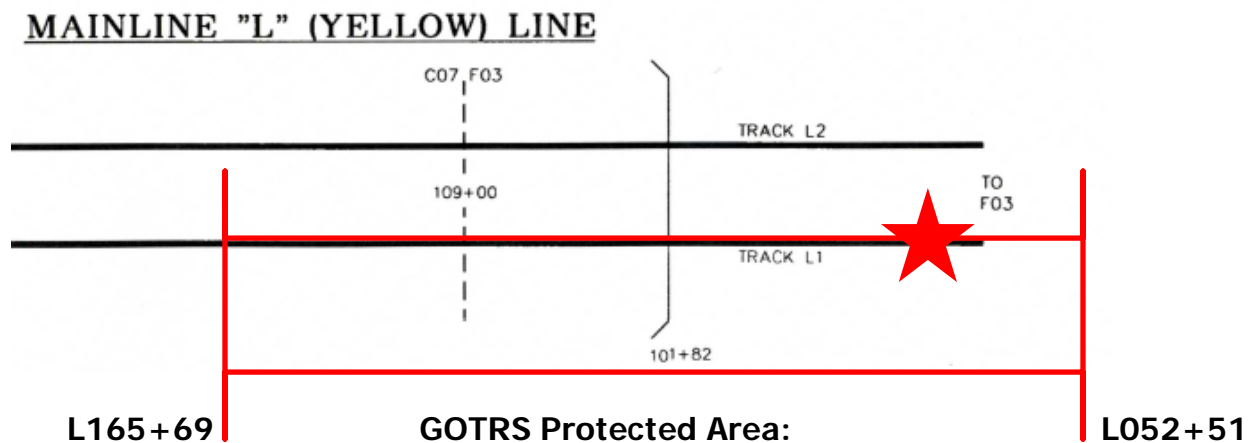 MAINLINE "L" (YELLOW) LINE
C07 F03
TRACK L2
109+00
TO
F03
TRACK L1
101+82
L165+69 GOTRS Protected Area: L052+51